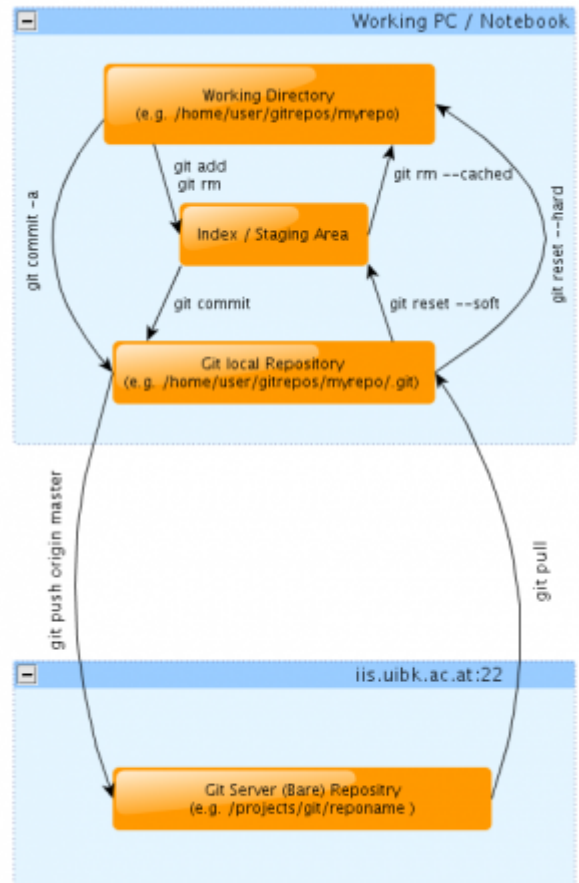 Working PC / Notebook
Working Directory
(e.g. /home/user/gitrepos/myrepo)
git add
git rm
git rm --cached
git commit -a
git reset --hard
Index / Staging Area
git commit
git reset --soft
Git local Repository
(e.g. /home/user/gitrepos/myrepo/.git)
git push origin master
git pull
iis.uibk.ac.at:22
Git Server (Bare) Repositry
(e.g. /projects/git/reponame )